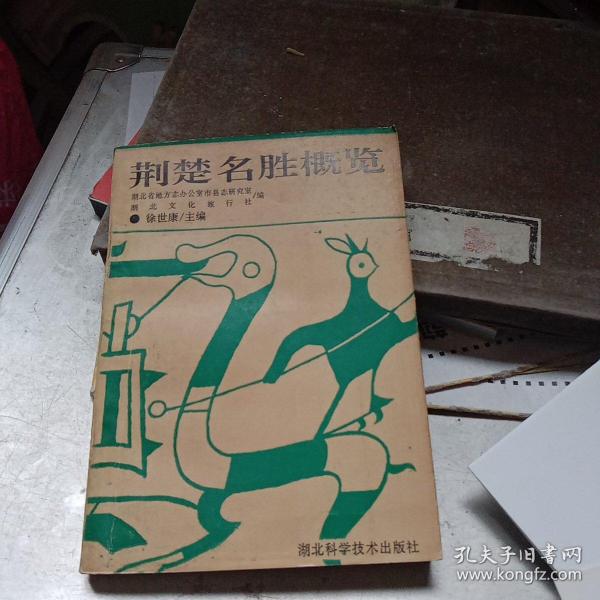 荆楚名胜概览
湖北省地方志办公室市县志研究室
湖北文化旅行社
/编
徐世康/主编
湖北科学技术出版社
孔夫子旧书网
www.kongfz.com